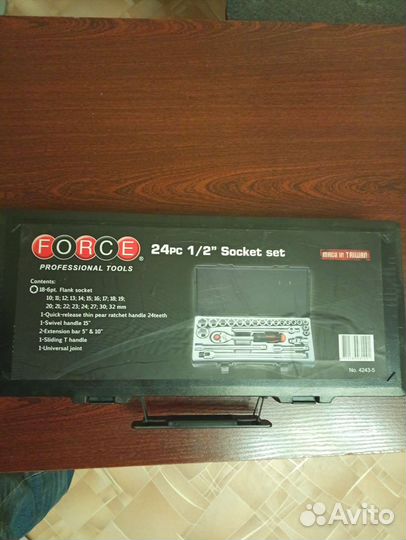 FORCE®
PROFESSIONAL TOOLS
24PC 1/2" Socket set
MADE IN TAIWAN
Contents:
18-6pt. Flank socket
10; 11; 12; 13; 14; 15; 16; 17; 18; 19;
20; 21; 22; 23; 24; 27; 30; 32 mm
1-Quick-release thin pear ratchet handle 24teeth
1-Swivel handle 15"
2-Extension bar 5" & 10"
1-Sliding T handle
1-Universal joint
No. 4243-5
Avito